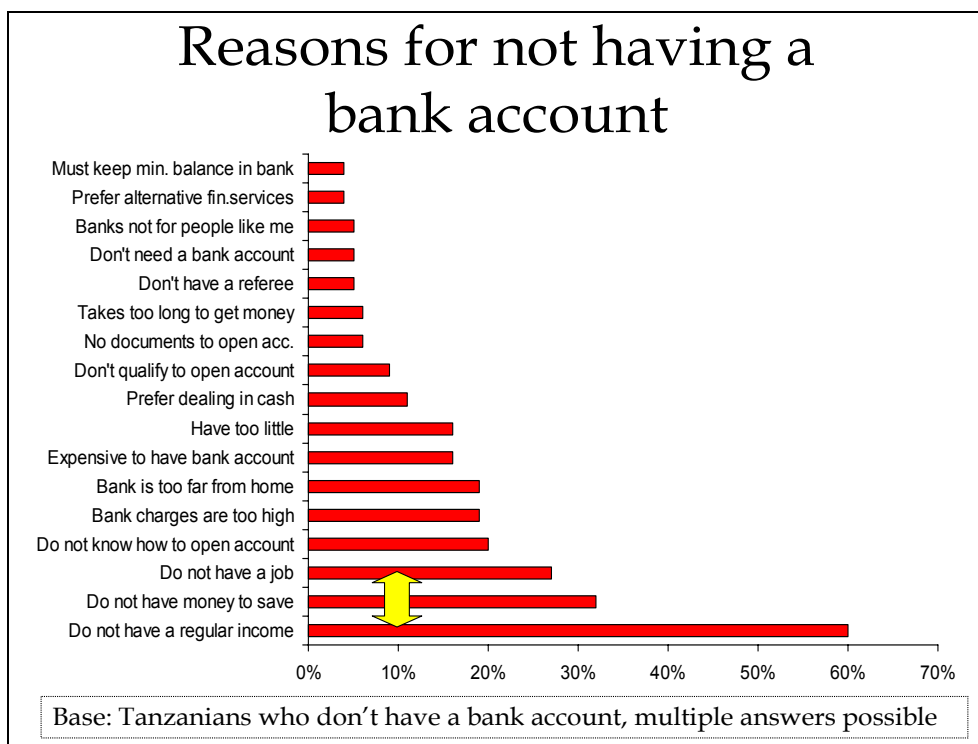 Reasons for not having a
bank account
Must keep min. balance in bank
Prefer alternative fin.services
Banks not for people like me
Don't need a bank account
Don't have a referee
Takes too long to get money
No documents to open acc.
Don't qualify to open account
Prefer dealing in cash
Have too little
Expensive to have bank account
Bank is too far from home
Bank charges are too high
Do not know how to open account
Do not have a job
Do not have money to save
Do not have a regular income
0% 10% 20% 30% 40% 50% 60% 70%
Base: Tanzanians who don’t have a bank account, multiple answers possible